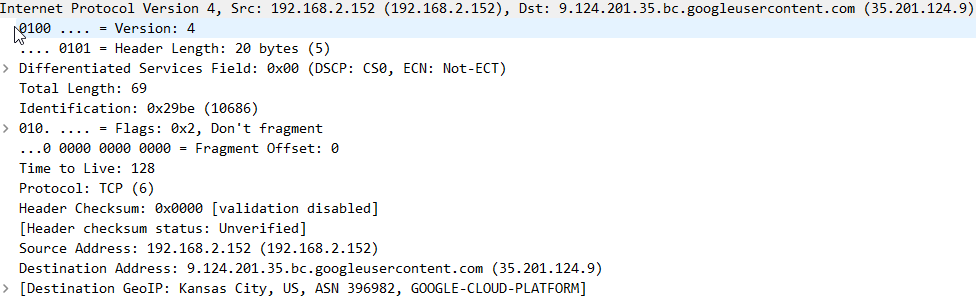 Internet Protocol Version 4, Src: 192.168.2.152 (192.168.2.152), Dst: 9.124.201.35.bc.googleusercontent.com (35.201.124.9)
0100 .... = Version: 4
.... 0101 = Header Length: 20 bytes (5)
> Differentiated Services Field: 0x00 (DSCP: CS0, ECN: Not-ECT)
Total Length: 69
Identification: 0x29be (10686)
> 010. .... = Flags: 0x2, Don't fragment
...0 0000 0000 0000 = Fragment Offset: 0
Time to Live: 128
Protocol: TCP (6)
Header Checksum: 0x0000 [validation disabled]
[Header checksum status: Unverified]
Source Address: 192.168.2.152 (192.168.2.152)
Destination Address: 9.124.201.35.bc.googleusercontent.com (35.201.124.9)
> [Destination GeoIP: Kansas City, US, ASN 396982, GOOGLE-CLOUD-PLATFORM]